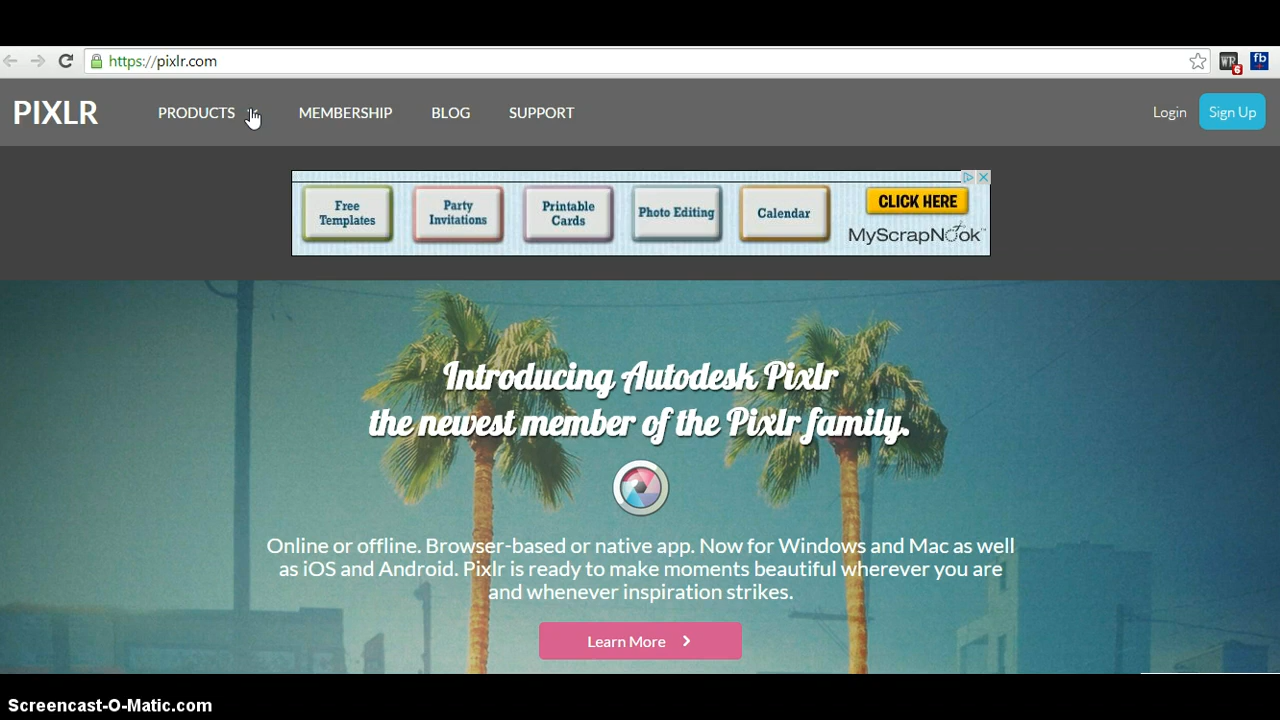 https://pixlr.com
WR
6
fb
PIXLR
PRODUCTS
MEMBERSHIP
BLOG
SUPPORT
Login
Sign Up
Free
Templates
Party
Invitations
Printable
Cards
Photo Editing
Calendar
CLICK HERE
MyScrapNook
Introducing Autodesk Pixlr
the newest member of the Pixlr family.
Online or offline. Browser-based or native app. Now for Windows and Mac as well
as iOS and Android. Pixlr is ready to make moments beautiful wherever you are
and whenever inspiration strikes.
Learn More
Screencast-O-Matic.com